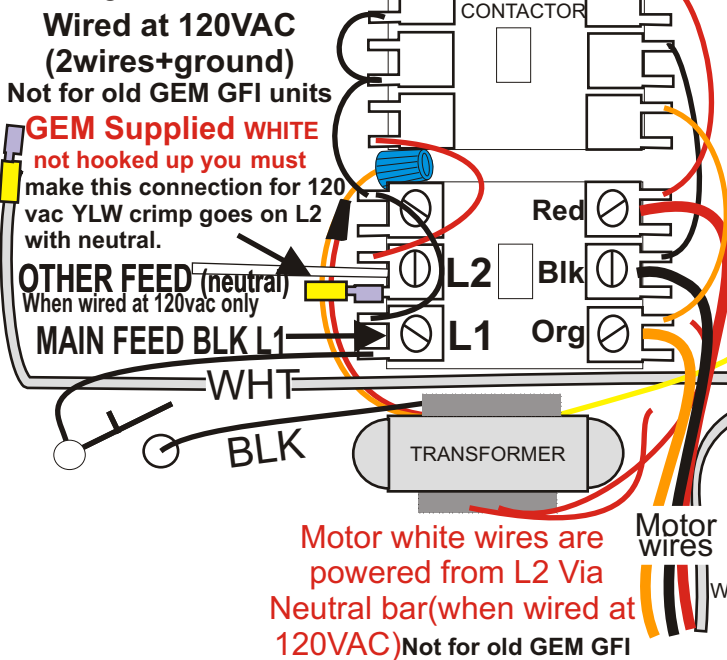 CONTACTOR
Wired at 120VAC
(2wires+ground)
Not for old GEM GFI units
GEM Supplied WHITE
not hooked up you must
make this connection for 120
vac YLW crimp goes on L2
with neutral.
OTHER FEED (neutral)
When wired at 120vac only
MAIN FEED BLK L1
Red
L2
Blk
L1
Org
WHT
BLK
TRANSFORMER
Motor white wires are
powered from L2 Via
Neutral bar(when wired at
120VAC)Not for old GEM GFI
Motor
wires
W